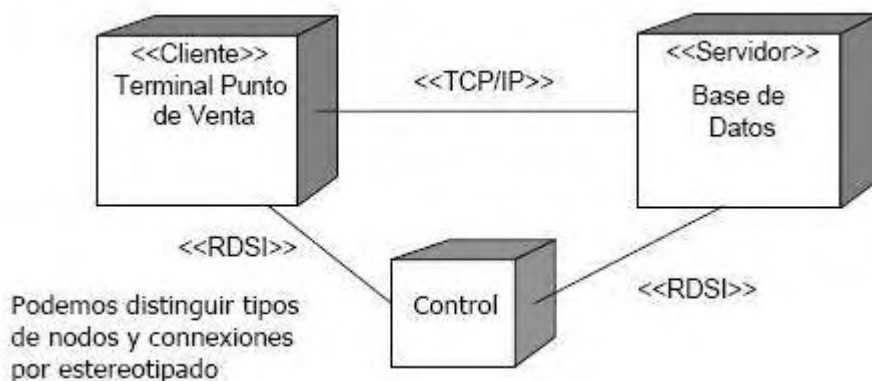 <<Cliente>>
Terminal Punto
de Venta
<<TCP/IP>>
<<Servidor>>
Base de
Datos
<<RDSI>>
Control
<<RDSI>>
Podemos distinguir tipos
de nodos y connexiones
por estereotipado